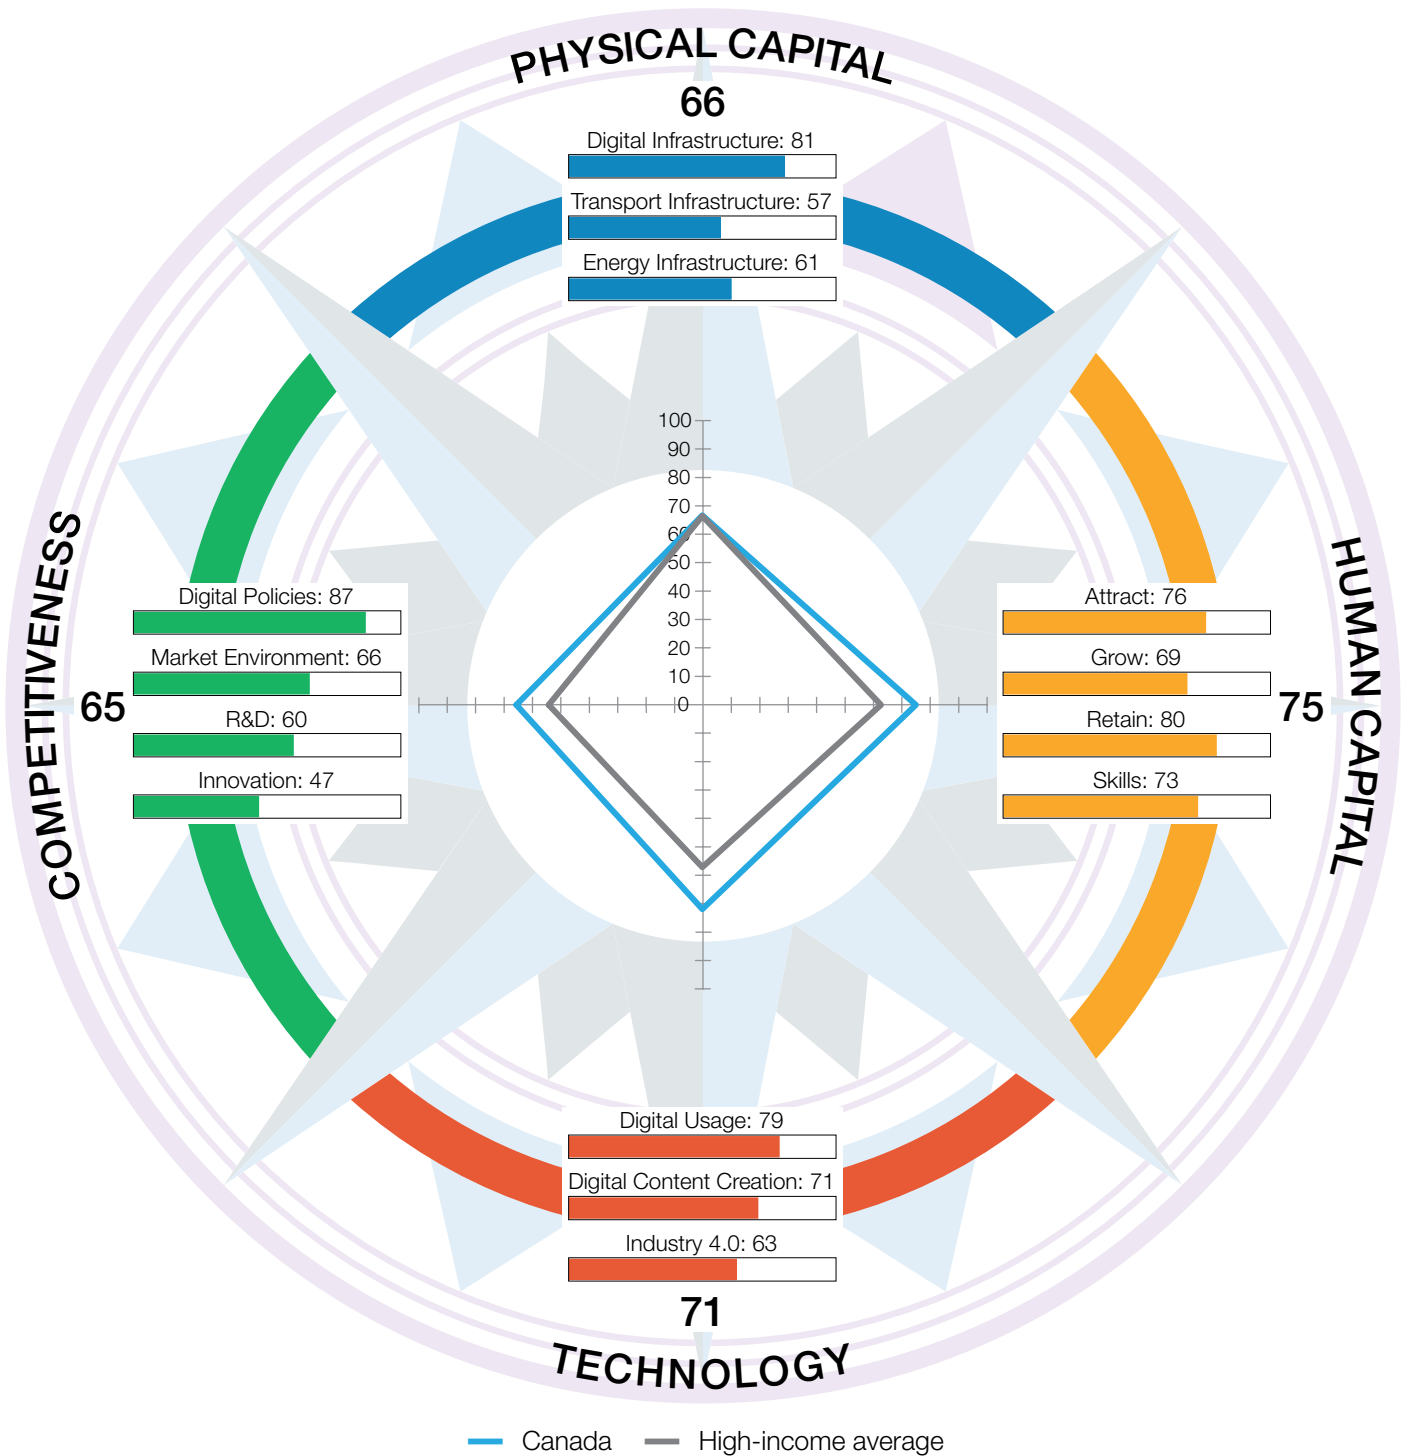 PHYSICAL CAPITAL
66
Digital Infrastructure: 81
Transport Infrastructure: 57
Energy Infrastructure: 61
COMPETITIVENESS
65
Digital Policies: 87
Market Environment: 66
R&D: 60
Innovation: 47
100
90
80
70
60
50
40
30
20
10
0
HUMAN CAPITAL
75
Attract: 76
Grow: 69
Retain: 80
Skills: 73
Digital Usage: 79
Digital Content Creation: 71
Industry 4.0: 63
71
TECHNOLOGY
Canada
High-income average